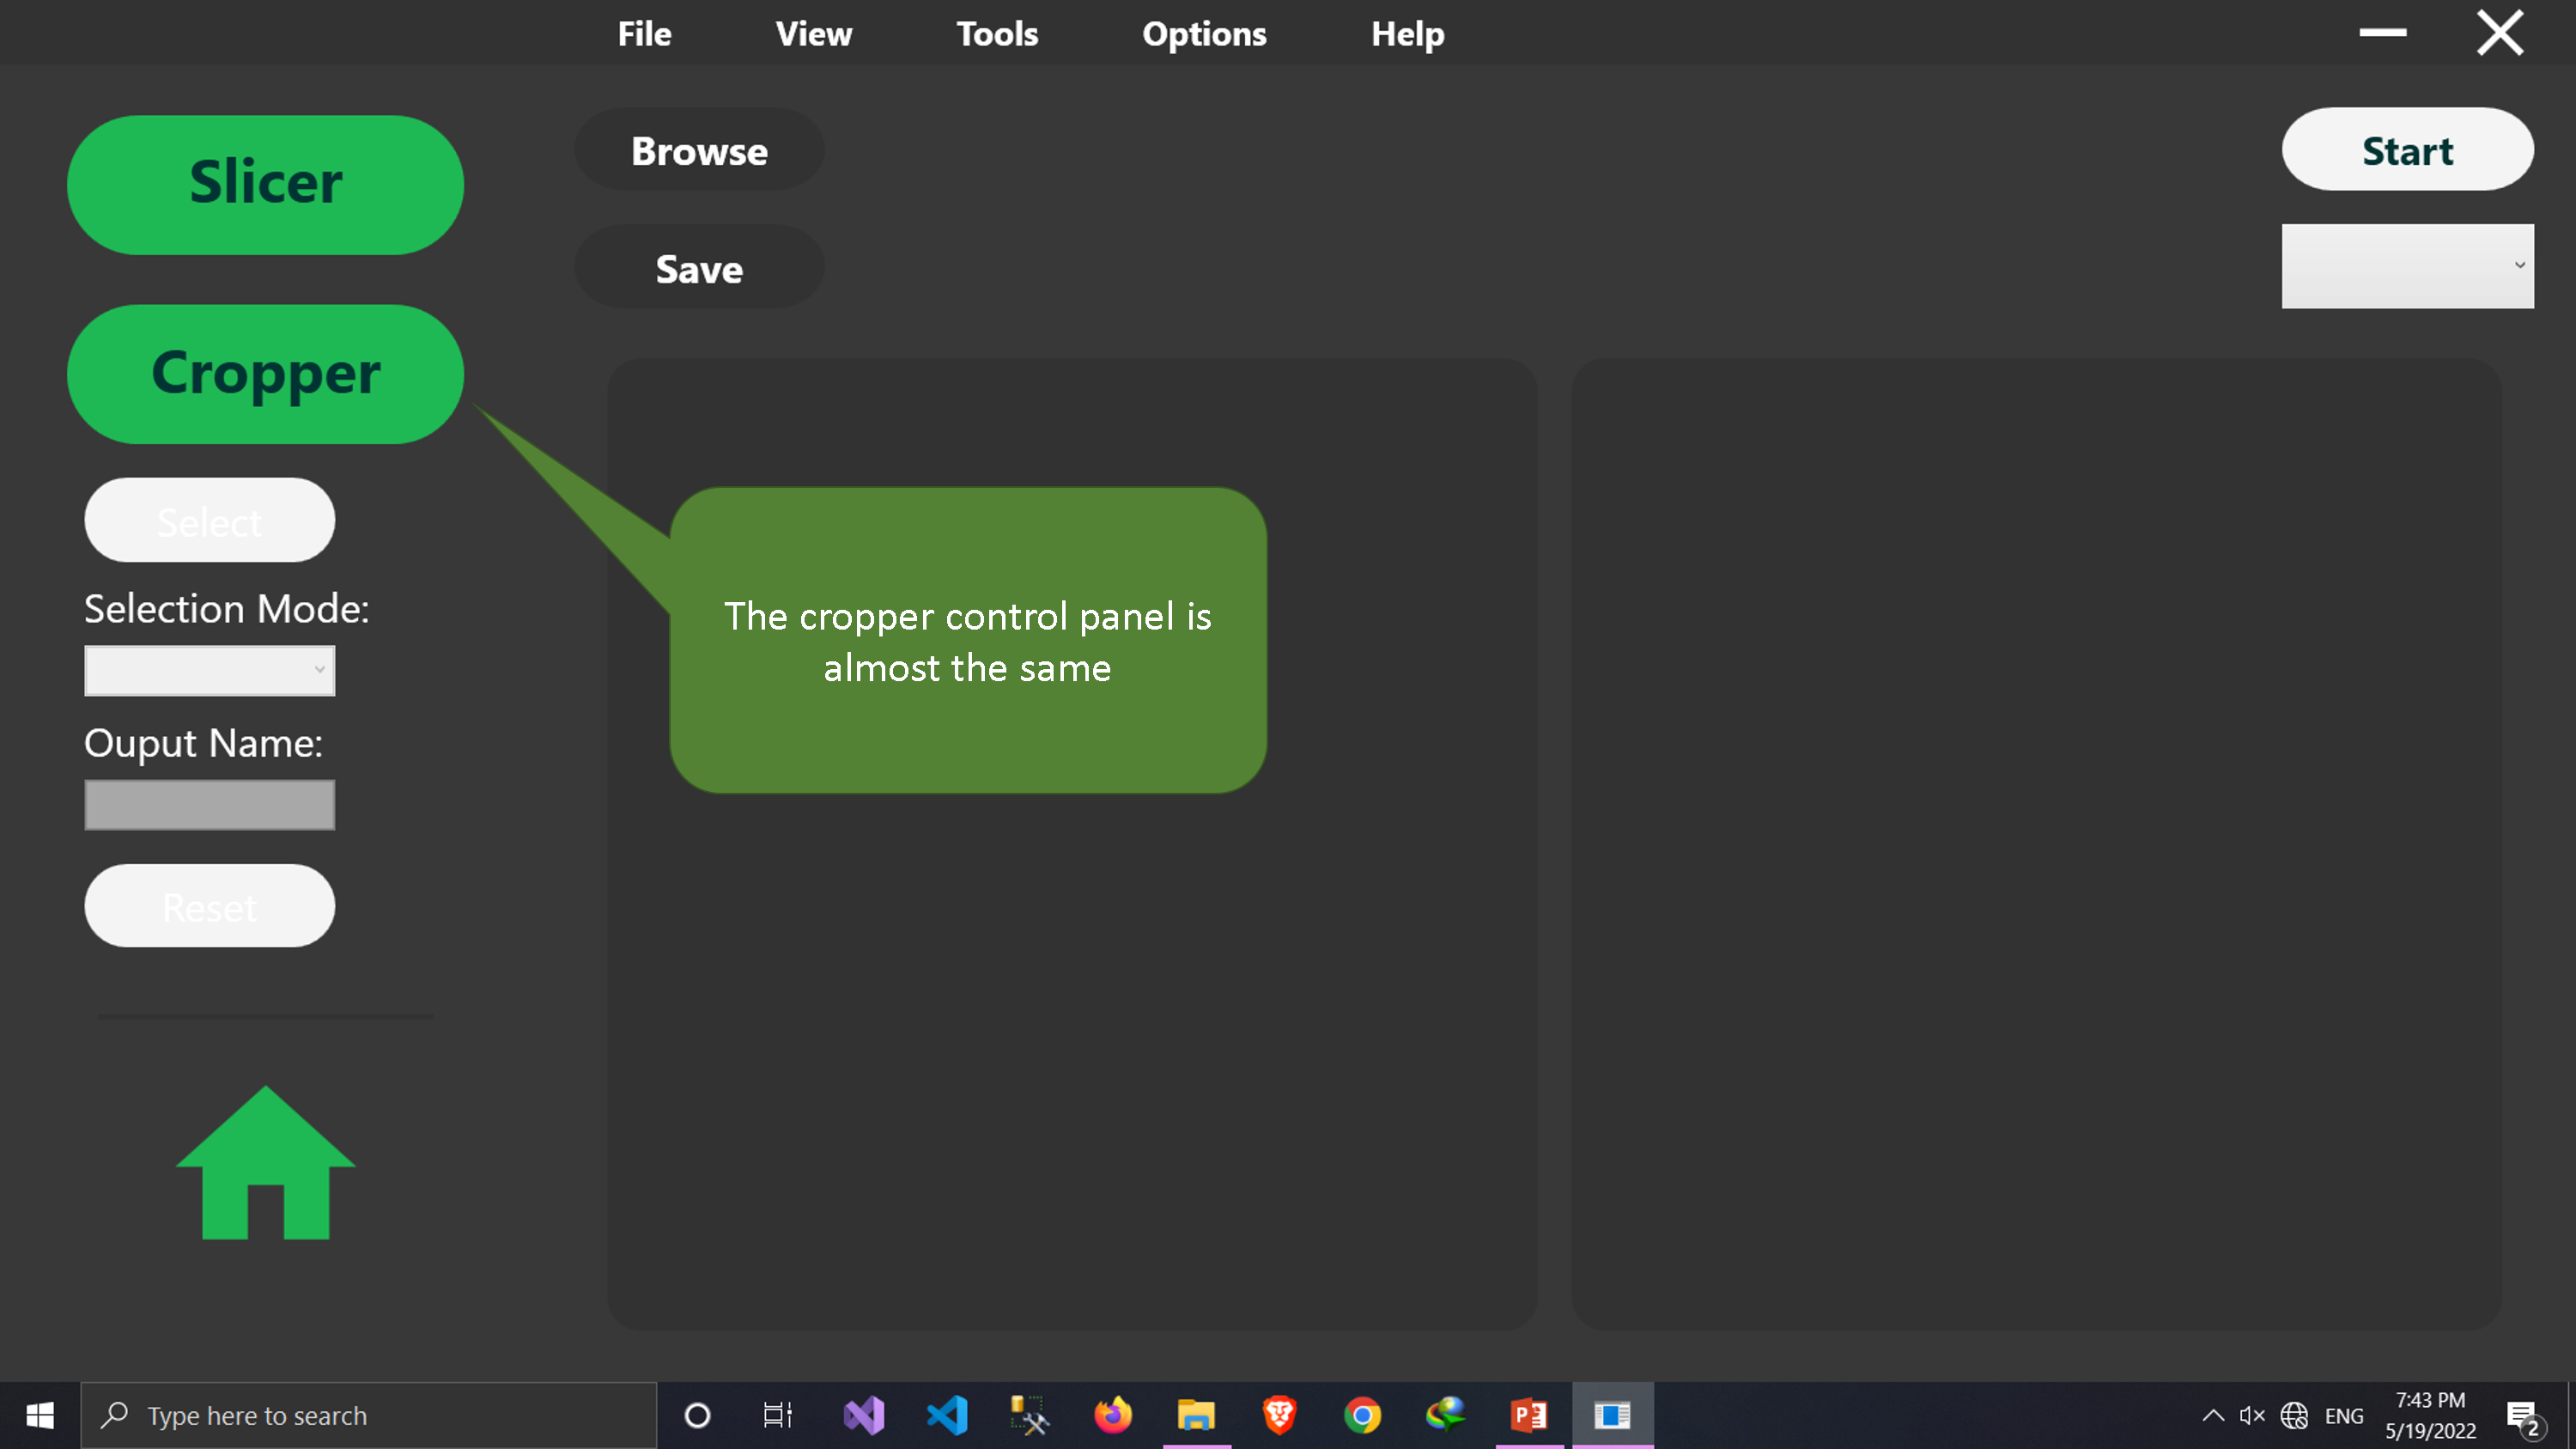 File
View
Tools
Options
Help
Slicer
Browse
Start
Save
Cropper
Select
Selection Mode:
The cropper control panel is
almost the same
Ouput Name:
Reset
Type here to search
ENG
7:43 PM
5/19/2022
2